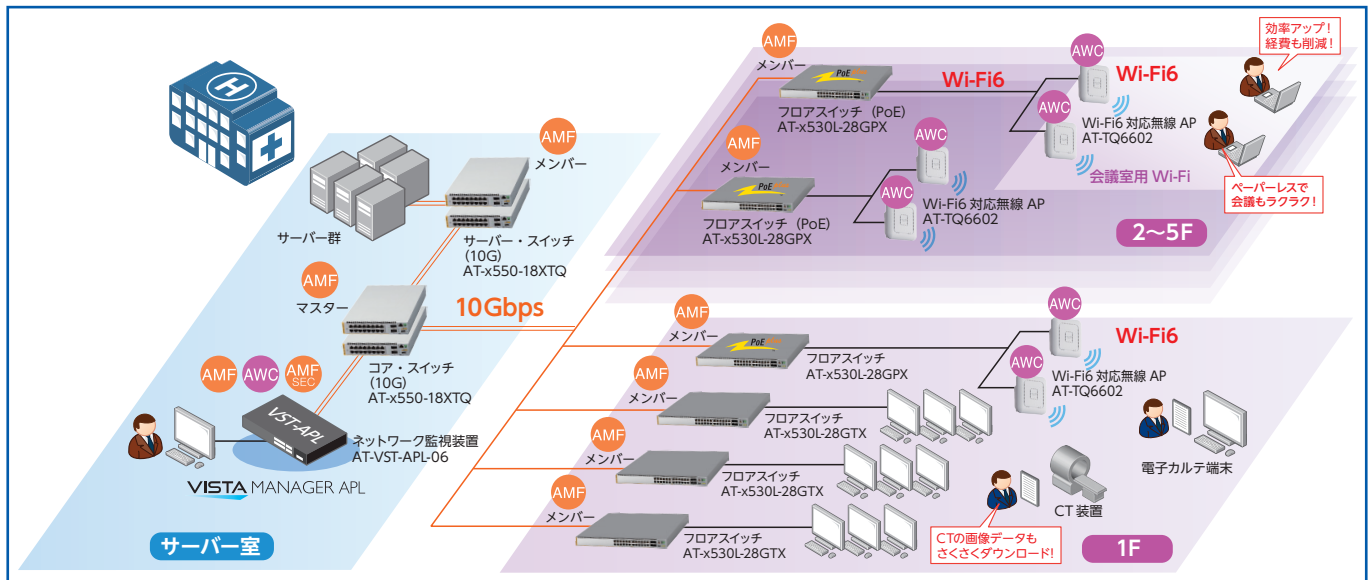 H
サーバー群
AMF
メンバー
サーバー・スイッチ
(10G)
AT-x550-18XTQ
AMF
マスター
コア・スイッチ
(10G)
AT-x550-18XTQ
10Gbps
AMF
AWC
AMF
SEC
VST-APL
ネットワーク監視装置
AT-VST-APL-06
VISTA MANAGER APL
サーバー室
AMF
メンバー
PoE
フロアスイッチ（PoE）
AT-x530L-28GPX
Wi-Fi6
AWC
Wi-Fi6
AWC
Wi-Fi6 対応無線 AP
AT-TQ6602
会議室用 Wi-Fi
効率アップ！
経費も削減！
ペーパーレスで
会議もラクラク！
AMF
メンバー
PoE
フロアスイッチ（PoE）
AT-x530L-28GPX
AWC
AWC
Wi-Fi6 対応無線 AP
AT-TQ6602
2～5F
AMF
メンバー
PoE
フロアスイッチ
AT-x530L-28GPX
AWC
Wi-Fi6
AWC
Wi-Fi6 対応無線 AP
AT-TQ6602
AMF
メンバー
フロアスイッチ
AT-x530L-28GTX
AMF
メンバー
フロアスイッチ
AT-x530L-28GTX
AMF
メンバー
フロアスイッチ
AT-x530L-28GTX
電子カルテ端末
CT 装置
CTの画像データも
さくさくダウンロード！
1F